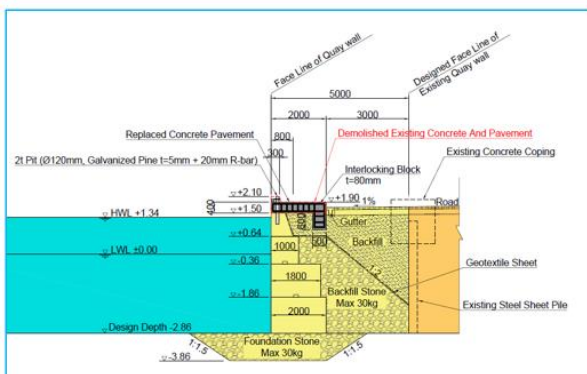 Face Line of Quay wall
Designed Face Line of
Existing Quay wall
5000
2000
3000
Replaced Concrete Pavement
800
Demolished Existing Concrete And Pavement
300
Existing Concrete Coping
2t Pit (Ø120mm, Galvanized Pine t=5mm + 20mm R-bar)
Interlocking Block
t=80mm
+2.10
+1.90
1%
Road
400
HWL +1.34
+1.50
Gutter
+0.64
Backfill
LWL ±0.00
1000
-0.36
1:2
Geotextile Sheet
1800
Backfill Stone
Max 30kg
-1.86
2000
Existing Steel Sheet Pile
Design Depth -2.86
1:1.5
Foundation Stone
Max 30kg
1:1.5
-3.86